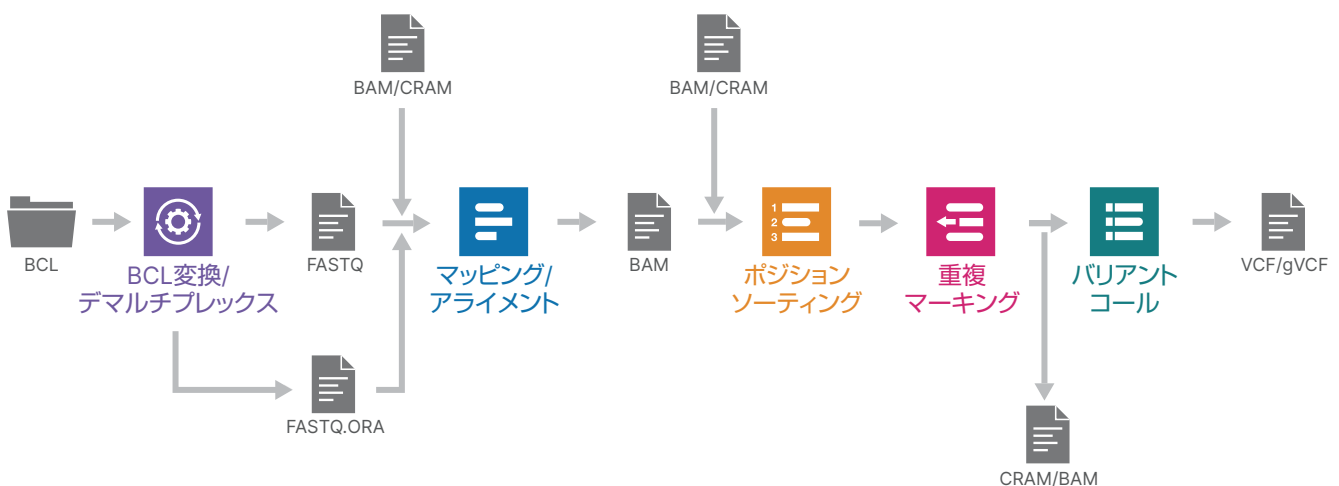 BAM/CRAM
BAM/CRAM
BCL
BCL変換/
デマルチプレックス
FASTQ
マッピング/
アライメント
BAM
1
2
3
ポジション
ソーティング
重複
マーキング
バリアント
コール
VCF/gVCF
FASTQ.ORA
CRAM/BAM